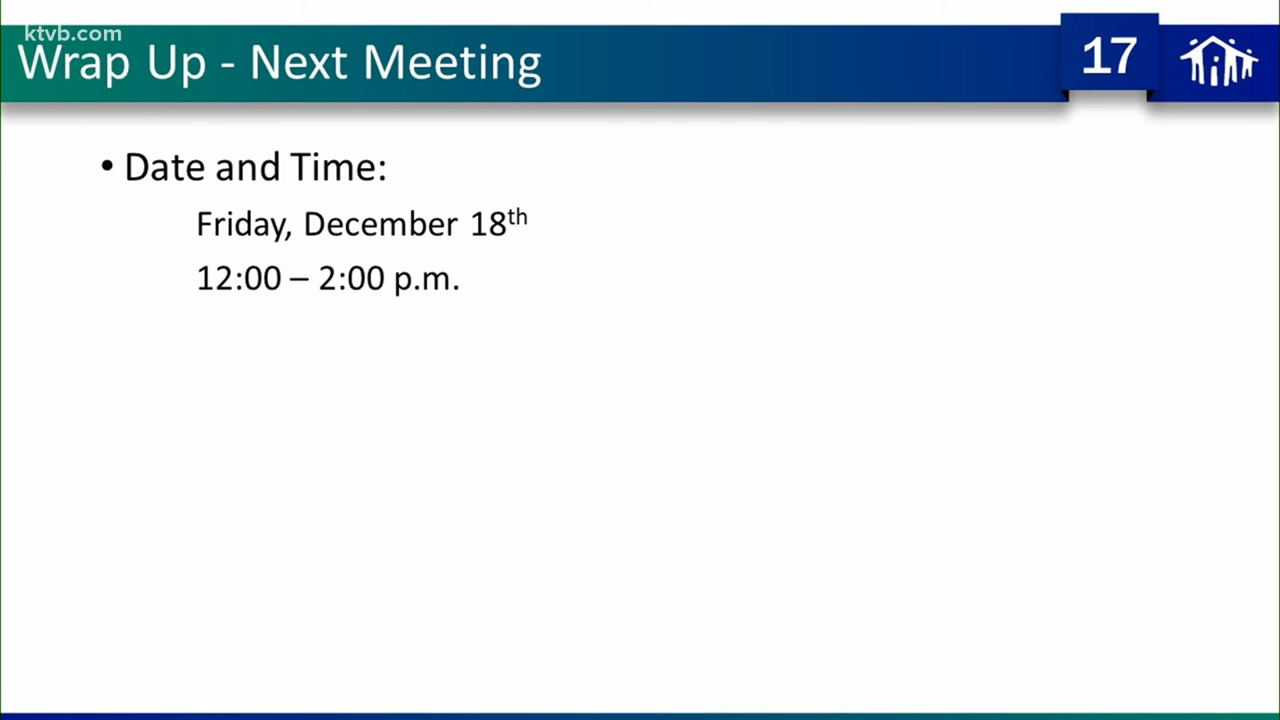 ktvb.com
Wrap Up - Next Meeting
17
• Date and Time:
Friday, December 18th
12:00 – 2:00 p.m.